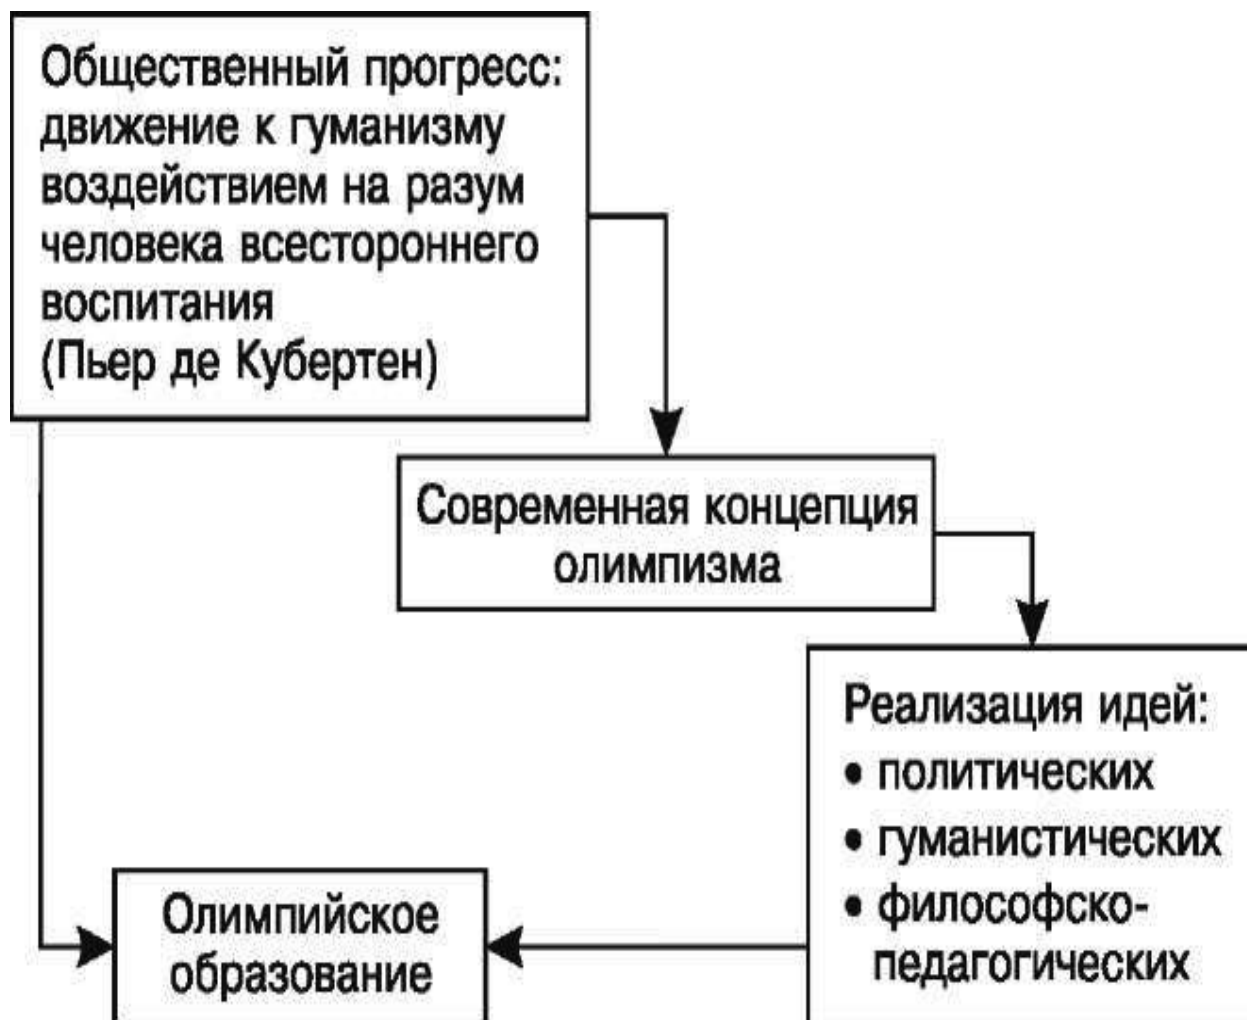 Общественный прогресс:
движение к гуманизму
воздействием на разум
человека всестороннего
воспитания
(Пьер де Кубертен)
Современная концепция
олимпизма
Реализация идей:
• политических
• гуманистических
• философско-
педагогических
Олимпийское
образование